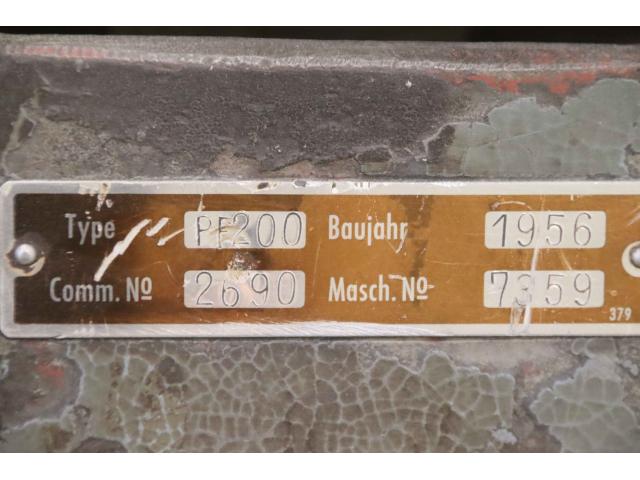 Type PF200 Baujahr 1956
Comm. Nº 2690 Masch. Nº 7359
379